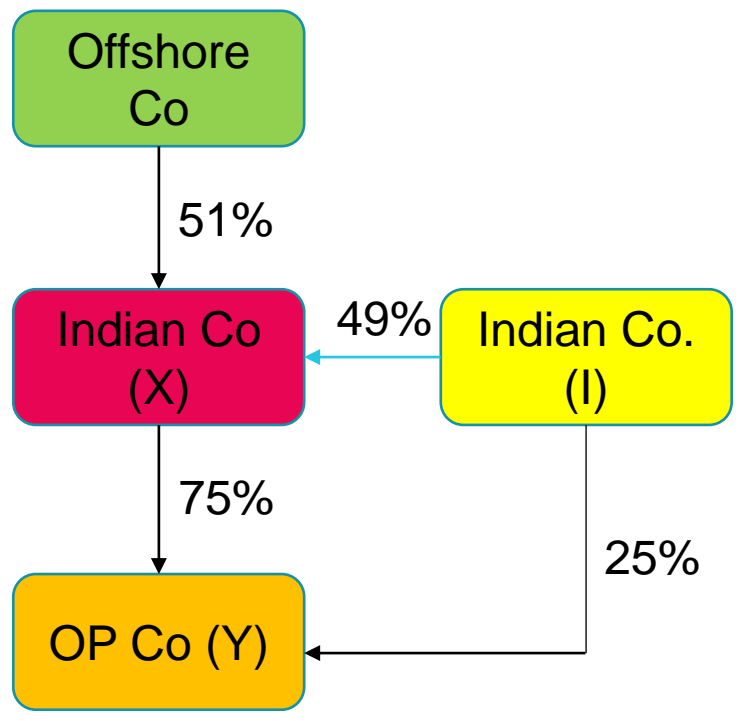 Offshore
Co
51%
Indian Co
(X)
49%
Indian Co.
(I)
75%
25%
OP Co (Y)